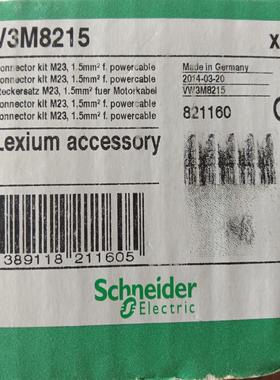 W3M8215
onnector kit M23, 1.5mm² f. powercable
onnector kit M23, 1.5mm² f. powercable
teckersatz M23, 1.5mm² fuer Motorkabel
onnector kit M23, 1.5mm² f. powercable
onnector kit M23, 1.5mm² f. powercable
Made in Germany
2014-03-20
VW3M8215
821160
Lexium accessory
389118 211605
Schneider
Electric